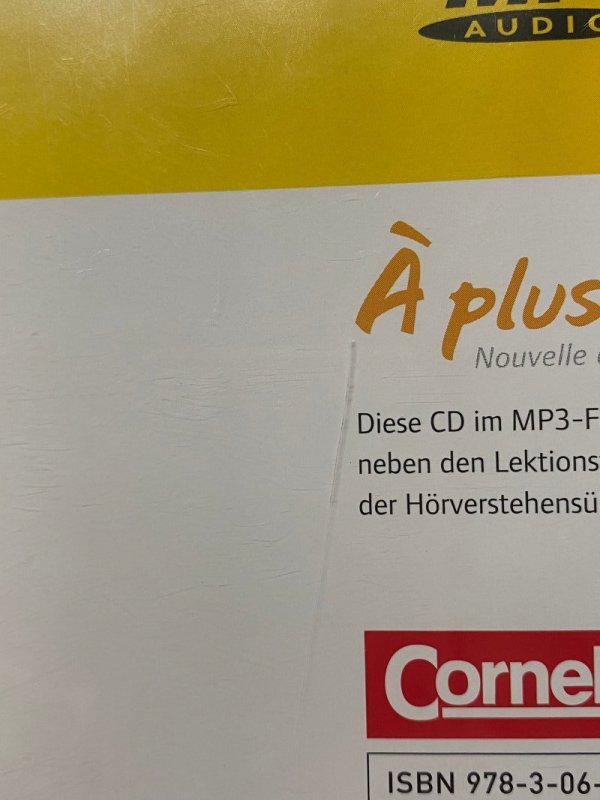 AUDIO
À plus
Nouvelle
Diese CD im MP3-F
neben den Lektions
der Hörverstehensü
Cornel
ISBN 978-3-06-